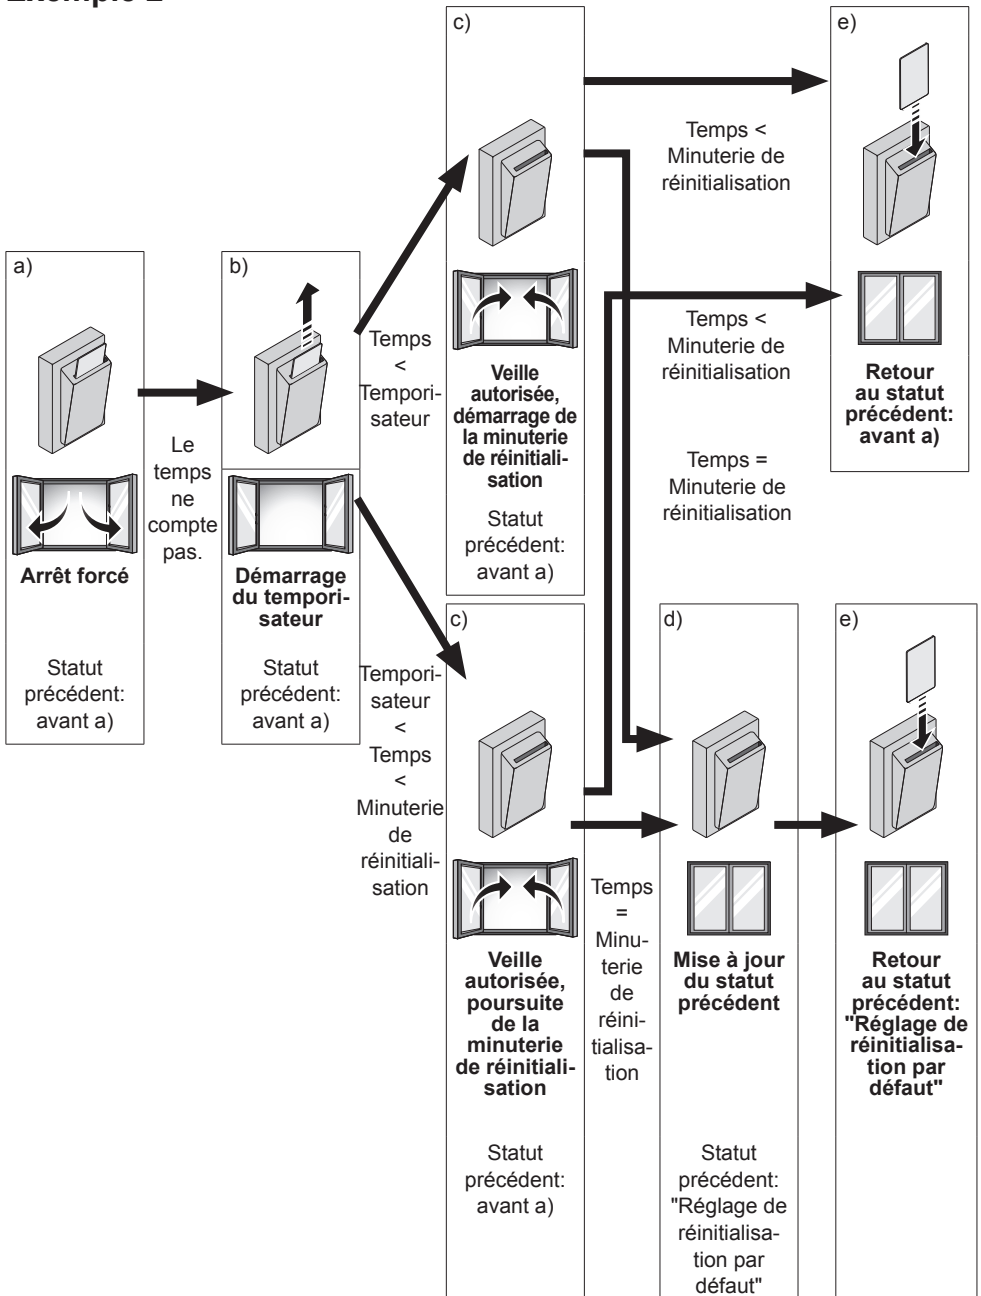 Exemple 2
a)
Arrêt forcé
Statut
précédent:
avant a)
Le
temps
ne
compte
pas.
b)
Démarrage
du tempori-
sateur
Statut
précédent:
avant a)
Temps
<
Tempori-
sateur
Tempori-
sateur
<
Temps
<
Minuterie
de
réinitiali-
sation
c)
Veille
autorisée,
démarrage de
la minuterie
de réinitiali-
sation
Statut
précédent:
avant a)
Temps <
Minuterie de
réinitialisation
Temps <
Minuterie de
réinitialisation
Temps =
Minuterie de
réinitialisation
e)
Retour
au statut
précédent:
avant a)
c)
Veille
autorisée,
poursuite
de la
minuterie
de réinitiali-
sation
Statut
précédent:
avant a)
Temps
=
Minu-
terie
de
réini-
tialisa-
tion
d)
Mise à jour
du statut
précédent
Statut
précédent:
"Réglage de
réinitialisa-
tion par
défaut"
e)
Retour
au statut
précédent:
"Réglage de
réinitialisa-
tion par
défaut"